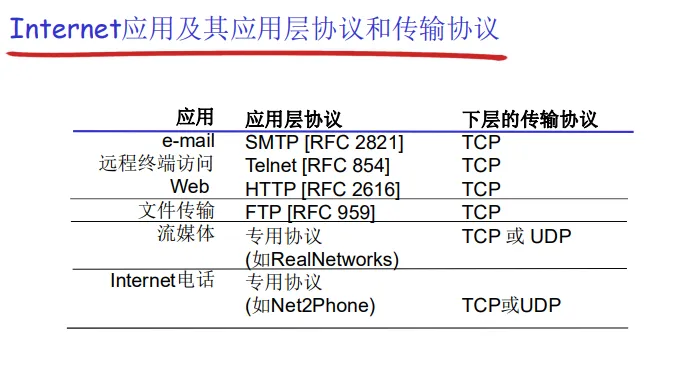 Internet应用及其应用层协议和传输协议
应用 应用层协议 下层的传输协议
e-mail SMTP [RFC 2821] TCP
远程终端访问 Telnet [RFC 854] TCP
Web HTTP [RFC 2616] TCP
文件传输 FTP [RFC 959] TCP
流媒体 专用协议 TCP 或 UDP
(如RealNetworks)
Internet电话 专用协议
(如Net2Phone) TCP或UDP